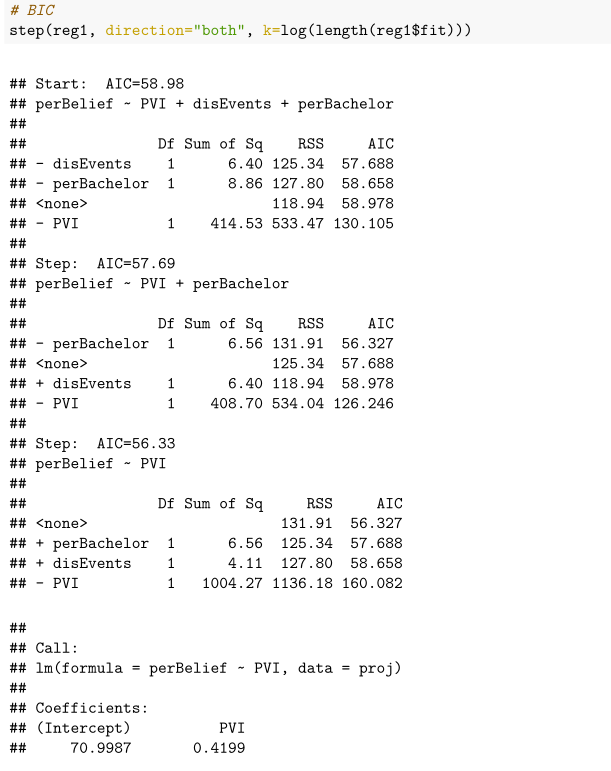 # BIC
step(reg1, direction="both", k=log(length(reg1$fit)))
## Start:  AIC=58.98
## perBelief ~ PVI + disEvents + perBachelor
##
##               Df Sum of Sq    RSS     AIC
## - disEvents    1      6.40 125.34  57.688
## - perBachelor  1      8.86 127.80  58.658
## <none>                     118.94  58.978
## - PVI          1    414.53 533.47 130.105
##
## Step:  AIC=57.69
## perBelief ~ PVI + perBachelor
##
##               Df Sum of Sq    RSS     AIC
## - perBachelor  1      6.56 131.91  56.327
## <none>                     125.34  57.688
## + disEvents    1      6.40 118.94  58.978
## - PVI          1    408.70 534.04 126.246
##
## Step:  AIC=56.33
## perBelief ~ PVI
##
##               Df Sum of Sq     RSS     AIC
## <none>                      131.91  56.327
## + perBachelor  1      6.56  125.34  57.688
## + disEvents    1      4.11  127.80  58.658
## - PVI          1   1004.27 1136.18 160.082
##
## Call:
## lm(formula = perBelief ~ PVI, data = proj)
##
## Coefficients:
## (Intercept)          PVI
##     70.9987       0.4199